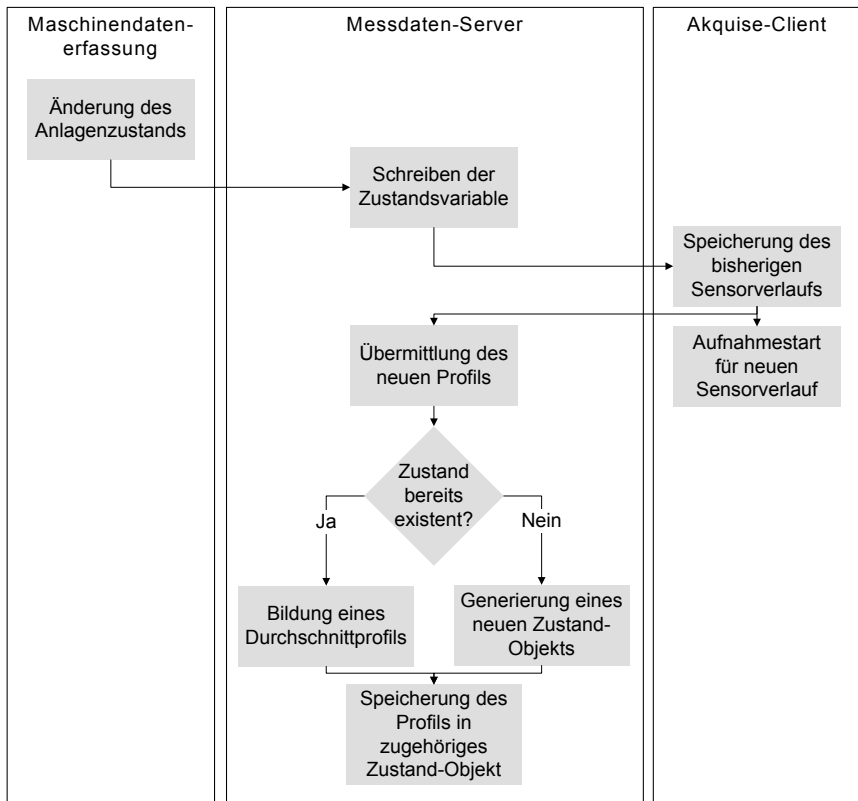 Maschinendaten-
erfassung
Messdaten-Server
Akquise-Client
Änderung des
Anlagenzustands
Schreiben der
Zustandsvariable
Speicherung des
bisherigen
Sensorverlaufs
Übermittlung des
neuen Profils
Aufnahmestart
für neuen
Sensorverlauf
Zustand
bereits
existent?
Ja
Nein
Bildung eines
Durchschnittprofils
Generierung eines
neuen Zustand-
Objekts
Speicherung des
Profils in
zugehöriges
Zustand-Objekt